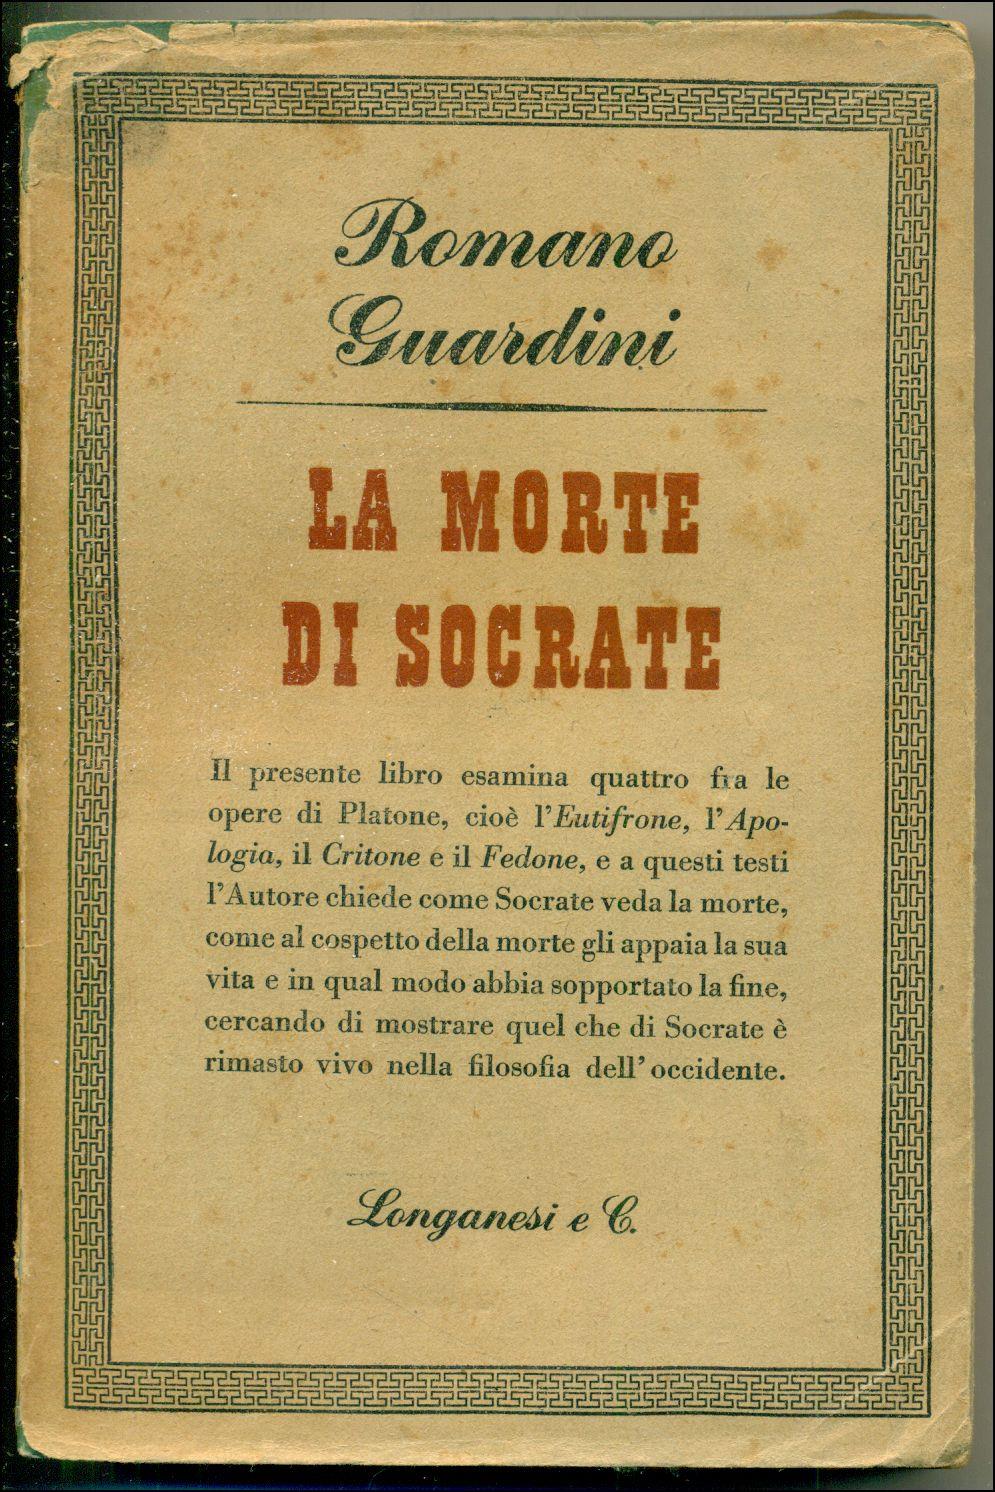 Romano
Guardini
LA MORTE
DI SOCRATE
Il presente libro esamina quattro fra le
opere di Platone, cioè l'Eutifrone, l'Apo-
logia, il Critone e il Fedone, e a questi testi
l'Autore chiede come Socrate veda la morte,
come al cospetto della morte gli appaia la sua
vita e in qual modo abbia sopportato la fine,
cercando di mostrare quel che di Socrate è
rimasto vivo nella filosofia dell'occidente.
Longanesi e C.